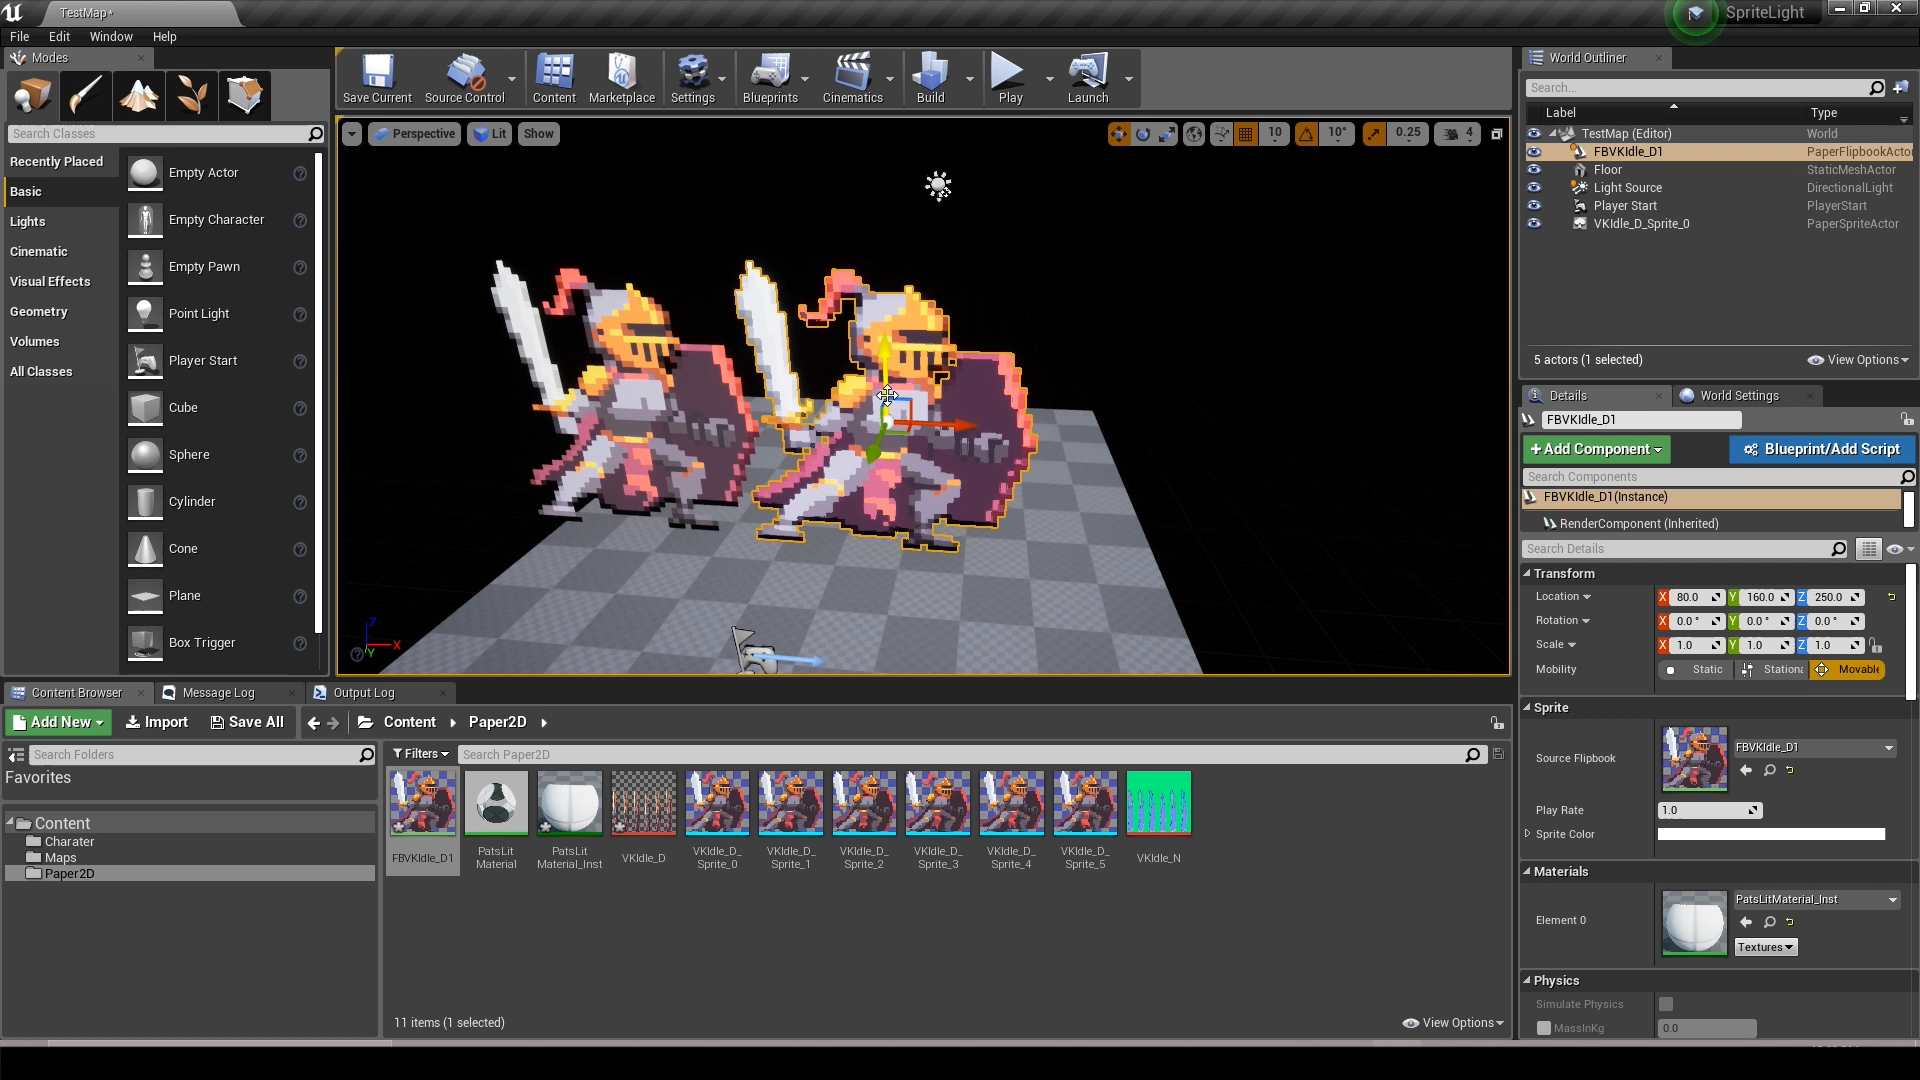 TestMap*
SpriteLight
File Edit Window Help
Modes
Search Classes
Recently Placed
Basic
Lights
Cinematic
Visual Effects
Geometry
Volumes
All Classes
Empty Actor
Empty Character
Empty Pawn
Point Light
Player Start
Cube
Sphere
Cylinder
Cone
Plane
Box Trigger
Save Current Source Control Content Marketplace Settings Blueprints Cinematics Build Play Launch
Perspective Lit Show
10 10° 0.25 4
Z
X
Y
World Outliner
Search...
Label Type
TestMap (Editor) World
FBVKIdle_D1 PaperFlipbookActor
Floor StaticMeshActor
Light Source DirectionalLight
Player Start PlayerStart
VKIdle_D_Sprite_0 PaperSpriteActor
5 actors (1 selected) View Options
Details World Settings
FBVKIdle_D1
+Add Component Blueprint/Add Script
Search Components
FBVKIdle_D1(Instance)
RenderComponent (Inherited)
Search Details
Transform
Location X 80.0 Y 160.0 Z 250.0
Rotation X 0.0 ° Y 0.0 ° Z 0.0 °
Scale X 1.0 Y 1.0 Z 1.0
Mobility Static Stationa Movable
Sprite
Source Flipbook FBVKIdle_D1
Play Rate 1.0
Sprite Color
Materials
Element 0 PatsLitMaterial_Inst
Textures
Physics
Simulate Physics
MassInKg 0.0
Content Browser Message Log Output Log
Add New Import Save All Content Paper2D
Search Folders
Favorites
Content
Charater
Maps
Paper2D
Filters Search Paper2D
FBVKIdle_D1
PatsLit
Material
PatsLit
Material_Inst
VKIdle_D
VKIdle_D_
Sprite_0
VKIdle_D_
Sprite_1
VKIdle_D_
Sprite_2
VKIdle_D_
Sprite_3
VKIdle_D_
Sprite_4
VKIdle_D_
Sprite_5
VKIdle_N
11 items (1 selected) View Options